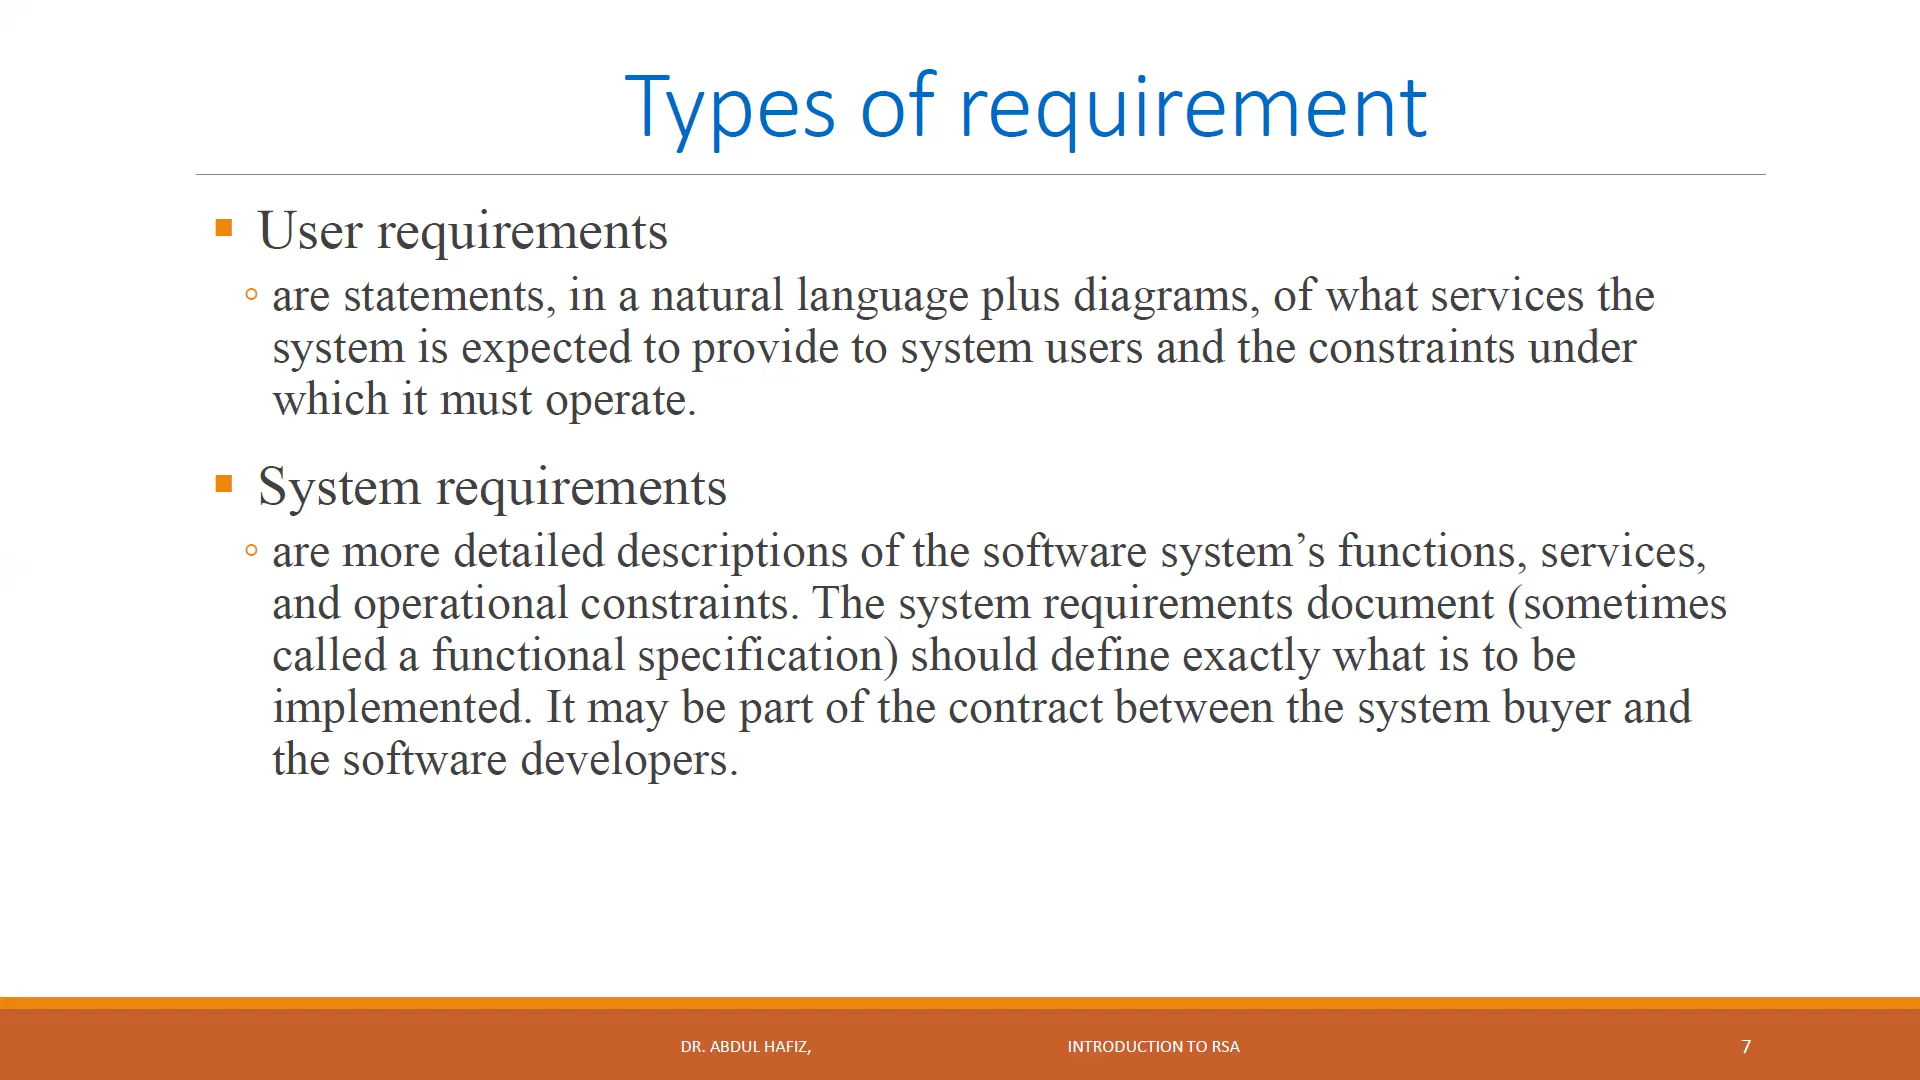 Types of requirement
User requirements
are statements, in a natural language plus diagrams, of what services the
system is expected to provide to system users and the constraints under
which it must operate.
System requirements
are more detailed descriptions of the software system’s functions, services,
and operational constraints. The system requirements document (sometimes
called a functional specification) should define exactly what is to be
implemented. It may be part of the contract between the system buyer and
the software developers.
DR. ABDUL HAFIZ, INTRODUCTION TO RSA 7